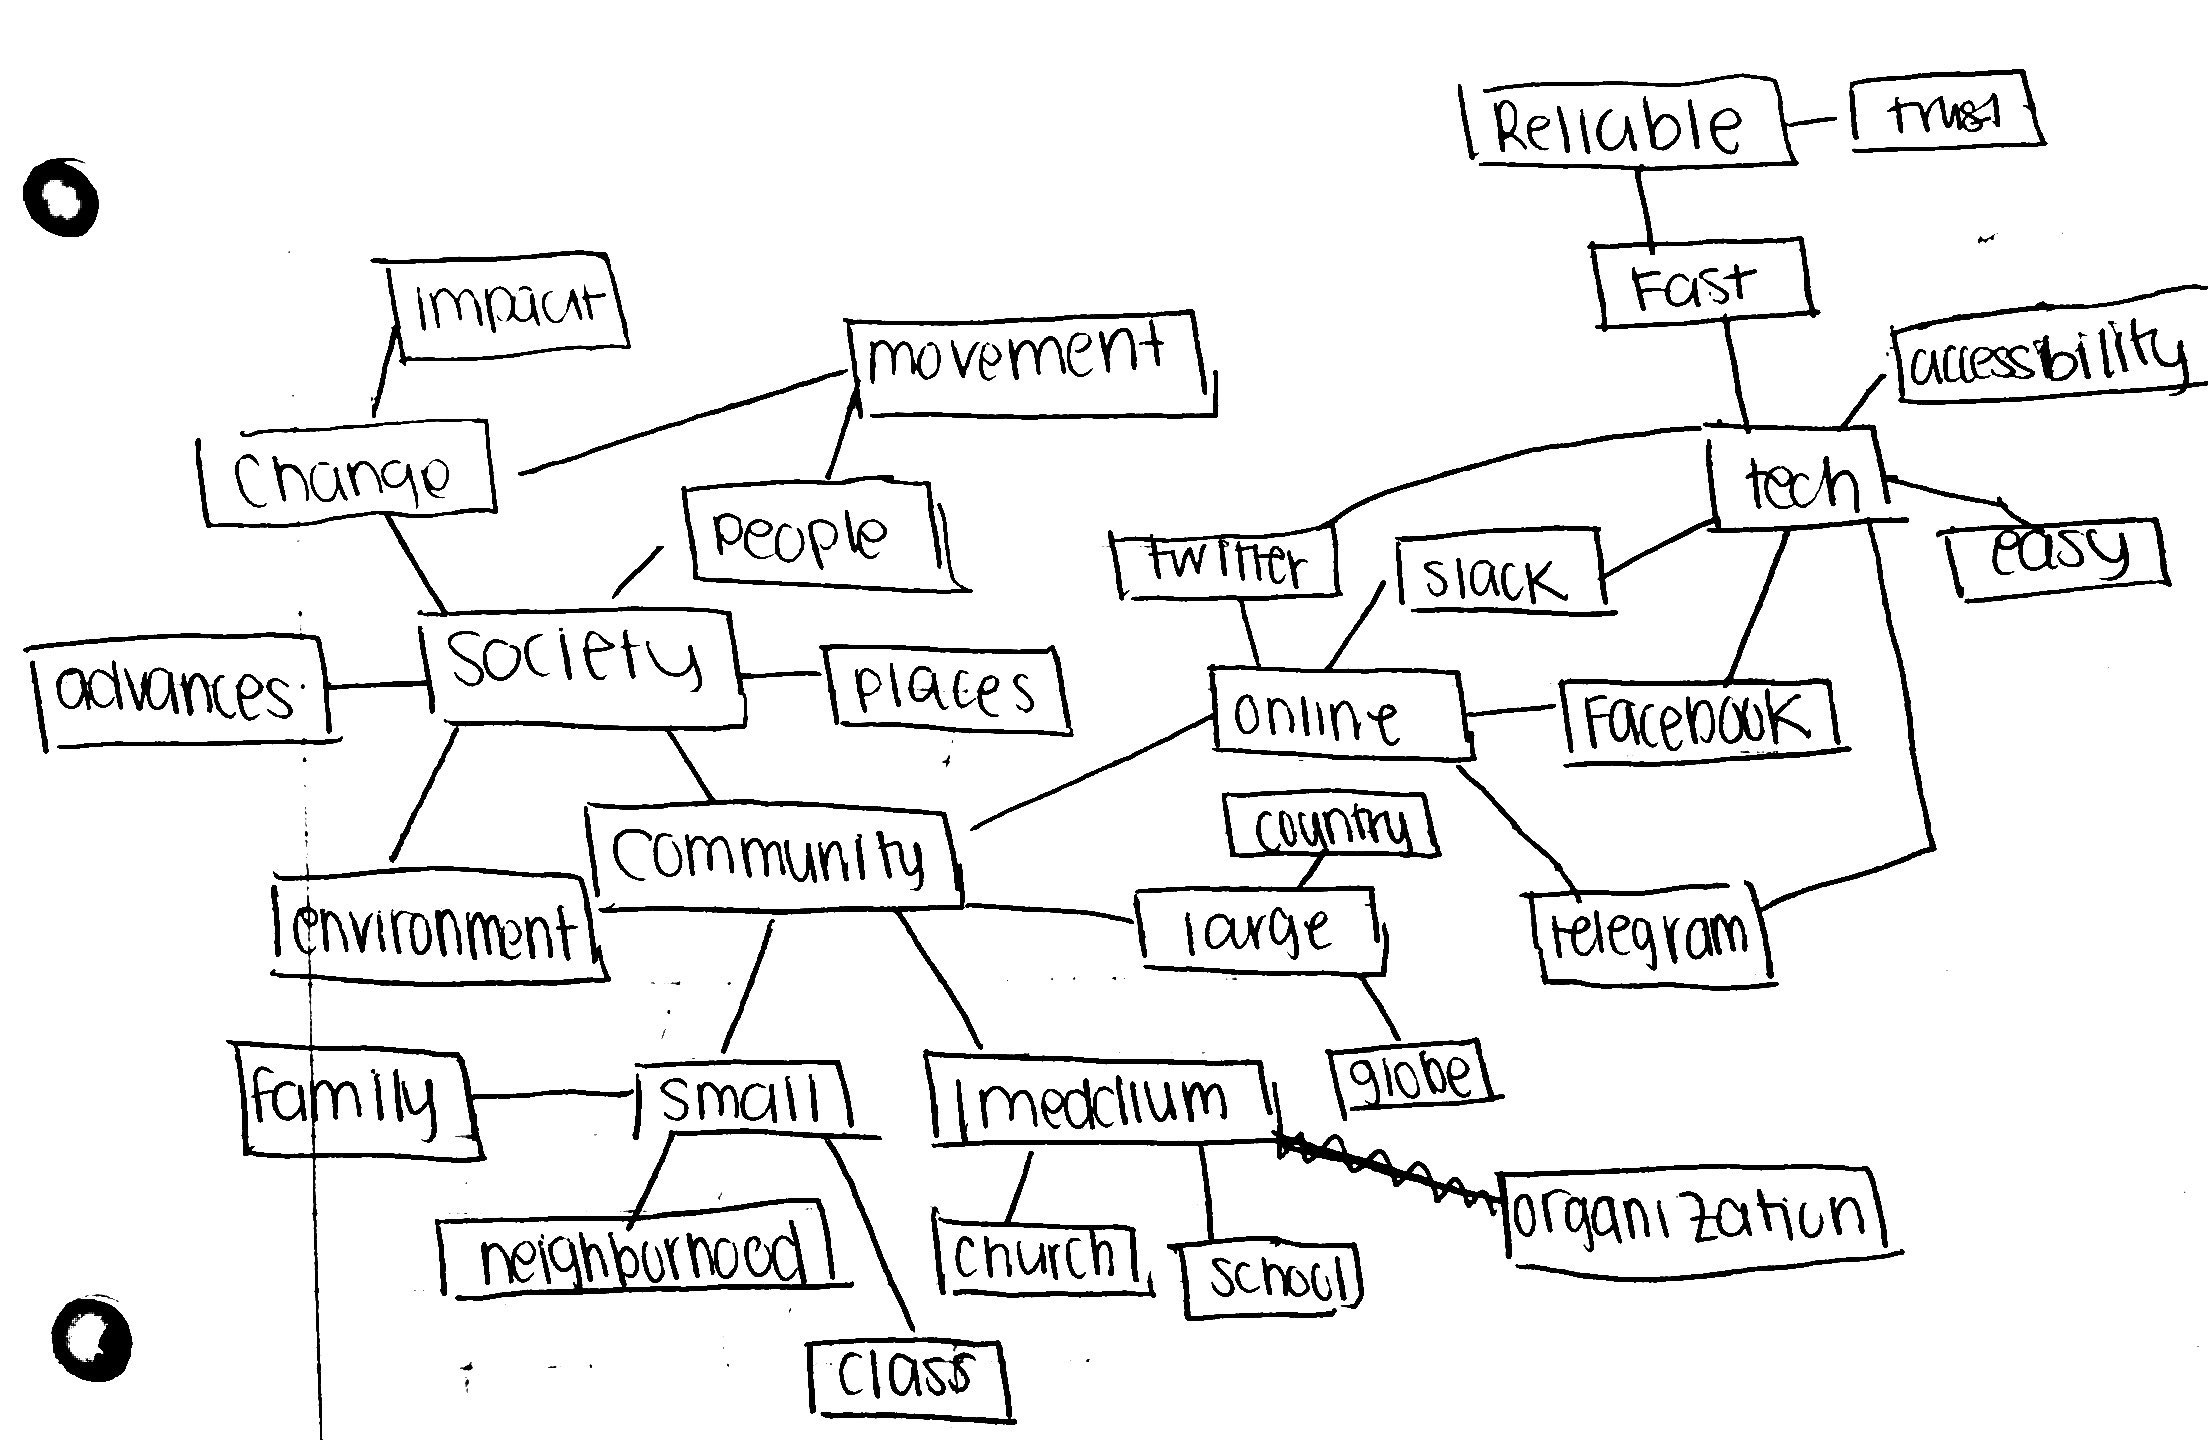 Reliable
trust
Fast
impact
movement
accessibility
change
tech
people
twitter
slack
easy
society
advances
places
online
Facebook
country
community
environment
large
telegram
family
small
medium
globe
organization
neighborhood
church
school
class